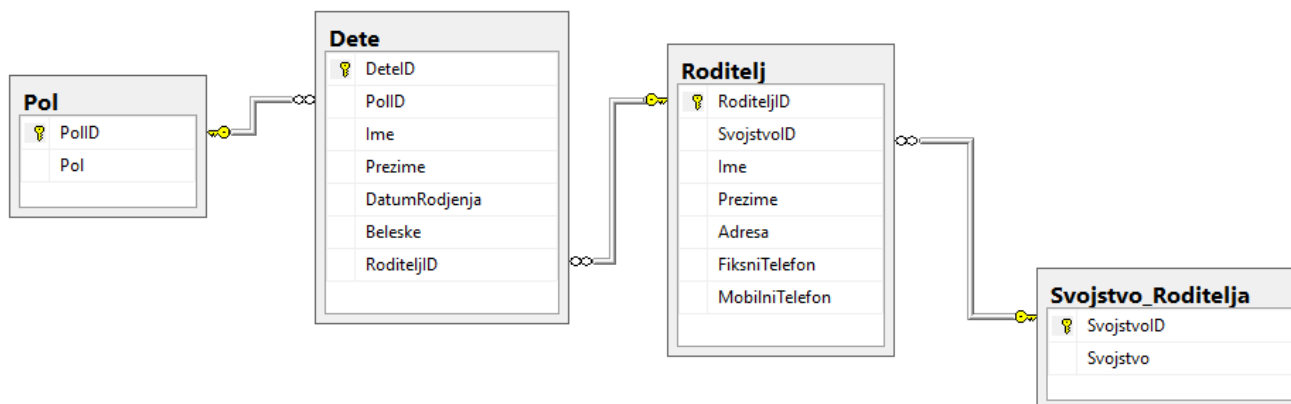 Pol
PolID
Pol
Dete
DeteID
PolID
Ime
Prezime
DatumRodjenja
Beleske
RoditeljID
Roditelj
RoditeljID
SvojstvoID
Ime
Prezime
Adresa
FiksniTelefon
MobilniTelefon
Svojstvo_Roditelja
SvojstvoID
Svojstvo